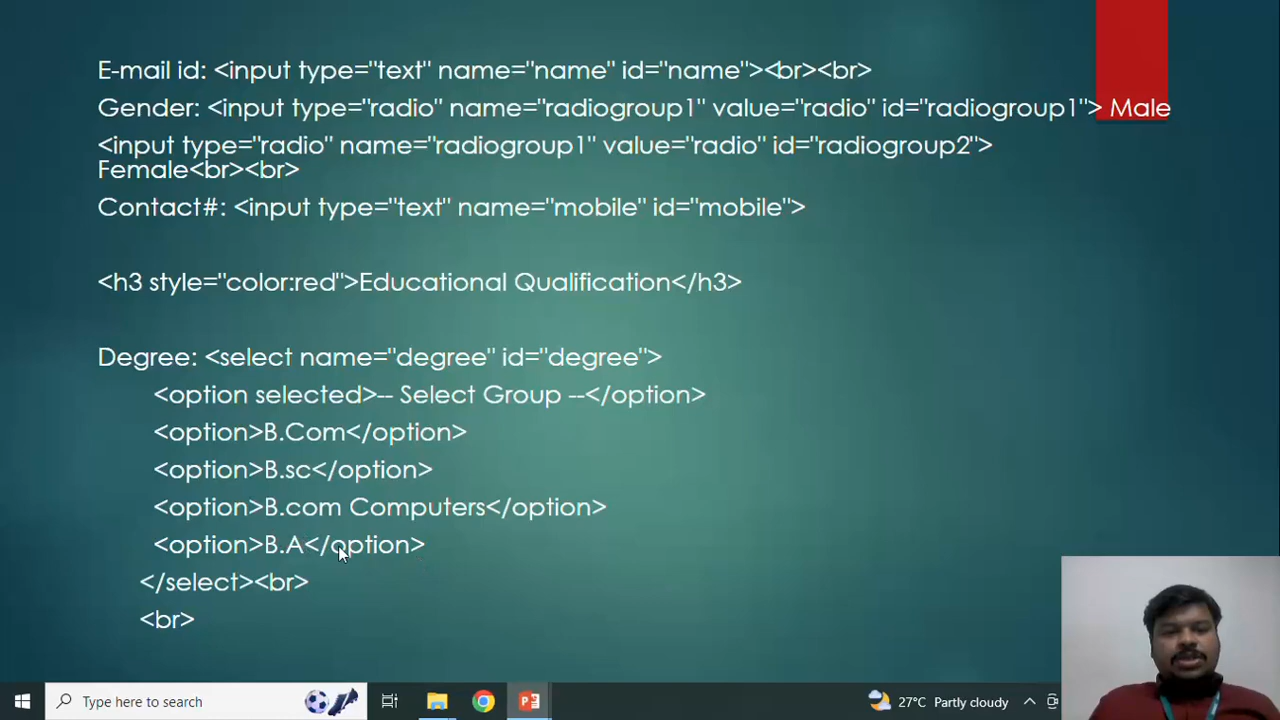 E-mail id: <input type="text" name="name" id="name"><br><br>
Gender: <input type="radio" name="radiogroup1" value="radio" id="radiogroup1"> Male
<input type="radio" name="radiogroup1" value="radio" id="radiogroup2">
Female<br><br>
Contact#: <input type="text" name="mobile" id="mobile">
<h3 style="color:red">Educational Qualification</h3>
Degree: <select name="degree" id="degree">
<option selected>-- Select Group --</option>
<option>B.Com</option>
<option>B.sc</option>
<option>B.com Computers</option>
<option>B.A</option>
</select><br>
<br>
Type here to search
27°C Partly cloudy